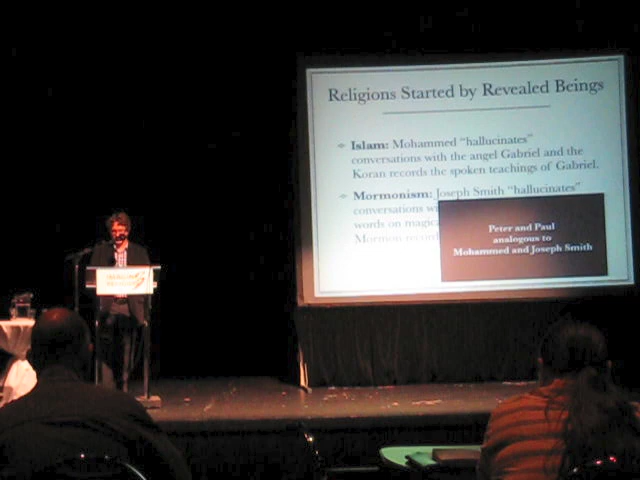 Religions Started by Revealed Beings
Islam: Mohammed “hallucinates”
conversations with the angel Gabriel and the
Koran records the spoken teachings of Gabriel.
Mormonism: Joseph Smith “hallucinates”
conversations
words on
Mormon
Peter and Paul
analogous to
Mohammed and Joseph Smith